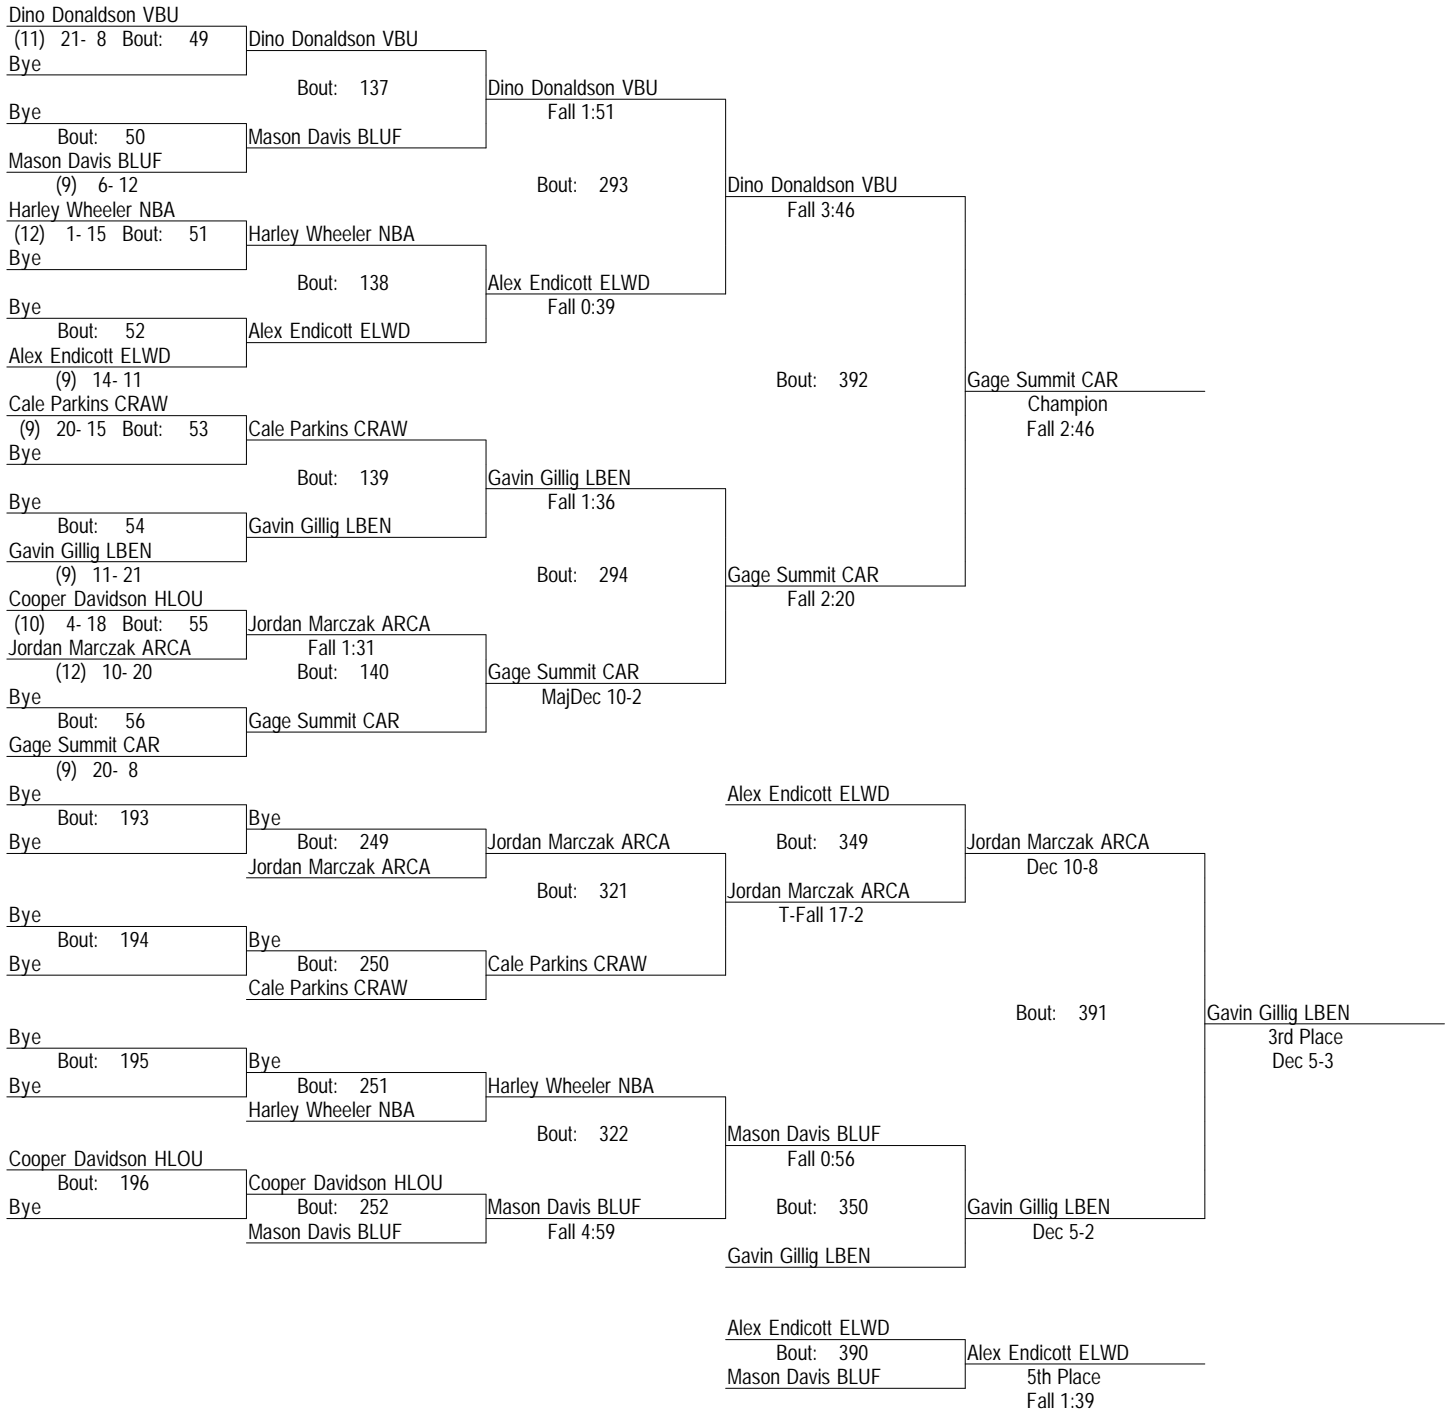 Dino Donaldson VBU
(11) 21- 8 Bout: 49 Dino Donaldson VBU
Bye
Bout: 137 Dino Donaldson VBU
Bye Fall 1:51
Bout: 50 Mason Davis BLUF
Mason Davis BLUF
(9) 6- 12 Bout: 293 Dino Donaldson VBU
Harley Wheeler NBA Fall 3:46
(12) 1- 15 Bout: 51 Harley Wheeler NBA
Bye
Bout: 138 Alex Endicott ELWD
Bye Fall 0:39
Bout: 52 Alex Endicott ELWD
Alex Endicott ELWD
(9) 14- 11 Bout: 392 Gage Summit CAR
Cale Parkins CRAW Champion
(9) 20- 15 Bout: 53 Cale Parkins CRAW Fall 2:46
Bye
Bout: 139 Gavin Gillig LBEN
Bye Fall 1:36
Bout: 54 Gavin Gillig LBEN
Gavin Gillig LBEN
(9) 11- 21 Bout: 294 Gage Summit CAR
Cooper Davidson HLOU Fall 2:20
(10) 4- 18 Bout: 55 Jordan Marczak ARCA
Jordan Marczak ARCA Fall 1:31
(12) 10- 20 Bout: 140 Gage Summit CAR
Bye MajDec 10-2
Bout: 56 Gage Summit CAR
Gage Summit CAR
(9) 20- 8
Bye Alex Endicott ELWD
Bout: 193 Bye
Bye Bout: 249 Jordan Marczak ARCA Bout: 349 Jordan Marczak ARCA
Jordan Marczak ARCA Dec 10-8
Bout: 321 Jordan Marczak ARCA
Bye T-Fall 17-2
Bout: 194 Bye
Bye Bout: 250 Cale Parkins CRAW
Cale Parkins CRAW
Bout: 391 Gavin Gillig LBEN
Bye 3rd Place
Bout: 195 Bye Dec 5-3
Bye Bout: 251 Harley Wheeler NBA
Harley Wheeler NBA
Bout: 322 Mason Davis BLUF
Cooper Davidson HLOU Fall 0:56
Bout: 196 Cooper Davidson HLOU
Bye Bout: 252 Mason Davis BLUF Bout: 350 Gavin Gillig LBEN
Mason Davis BLUF Fall 4:59 Dec 5-2
Gavin Gillig LBEN
Alex Endicott ELWD
Bout: 390 Alex Endicott ELWD
Mason Davis BLUF 5th Place
Fall 1:39